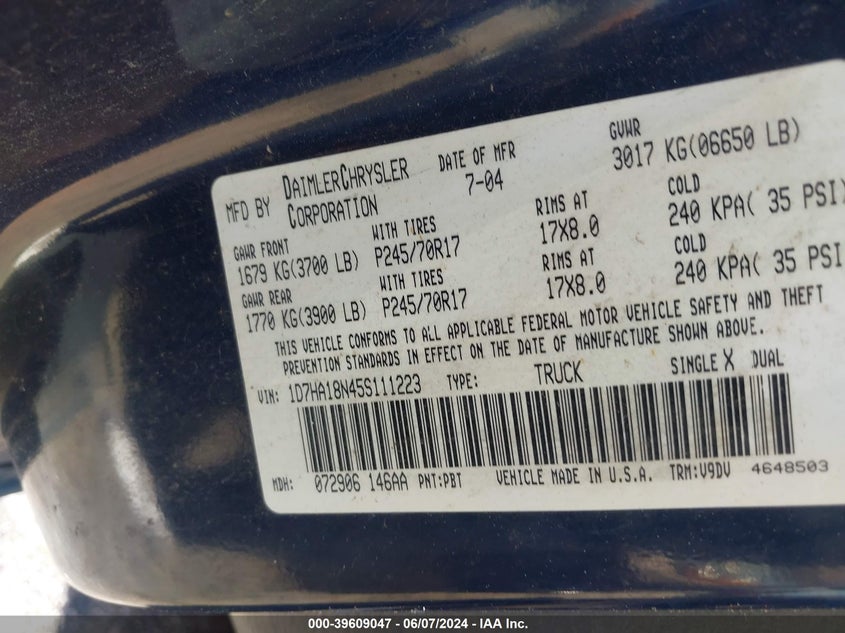 MFD BY DAIMLERCHRYSLER CORPORATION DATE OF MFR 7-04 GVWR 3017 KG(06650 LB)
GAWR FRONT WITH TIRES RIMS AT COLD
1679 KG(3700 LB) P245/70R17 17X8.0 240 KPA( 35 PSI)
GAWR REAR WITH TIRES RIMS AT COLD
1770 KG(3900 LB) P245/70R17 17X8.0 240 KPA( 35 PSI
THIS VEHICLE CONFORMS TO ALL APPLICABLE FEDERAL MOTOR VEHICLE SAFETY AND THEFT
PREVENTION STANDARDS IN EFFECT ON THE DATE OF MANUFACTURE SHOWN ABOVE.
VIN: 1D7HA18N45S111223 TYPE: TRUCK SINGLE X DUAL
MDH: 072906 146AA PNT:PBT VEHICLE MADE IN U.S.A. TRM:V9DV 4648503
000-39609047 - 06/07/2024 - IAA Inc.